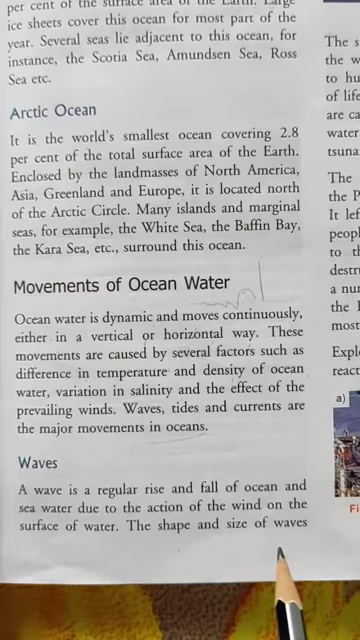 per cent of the surface area of the Earth. Large
ice sheets cover this ocean for most part of the
year. Several seas lie adjacent to this ocean, for
instance, the Scotia Sea, Amundsen Sea, Ross
Sea etc.
Arctic Ocean
It is the world's smallest ocean covering 2.8
per cent of the total surface area of the Earth.
Enclosed by the landmasses of North America,
Asia, Greenland and Europe, it is located north
of the Arctic Circle. Many islands and marginal
seas, for example, the White Sea, the Baffin Bay,
the Kara Sea, etc., surround this ocean.
Movements of Ocean Water
Ocean water is dynamic and moves continuously,
either in a vertical or horizontal way. These
movements are caused by several factors such as
difference in temperature and density of ocean
water, variation in salinity and the effect of the
prevailing winds. Waves, tides and currents are
the major movements in oceans.
Waves
A wave is a regular rise and fall of ocean and
sea water due to the action of the wind on the
surface of water. The shape and size of waves
The s
the w
to hu
of life
are ca
water
tsuna
The
the P
It lef
peopl
to th
destr
a nur
the I
most
Expl
react
a)
Fi